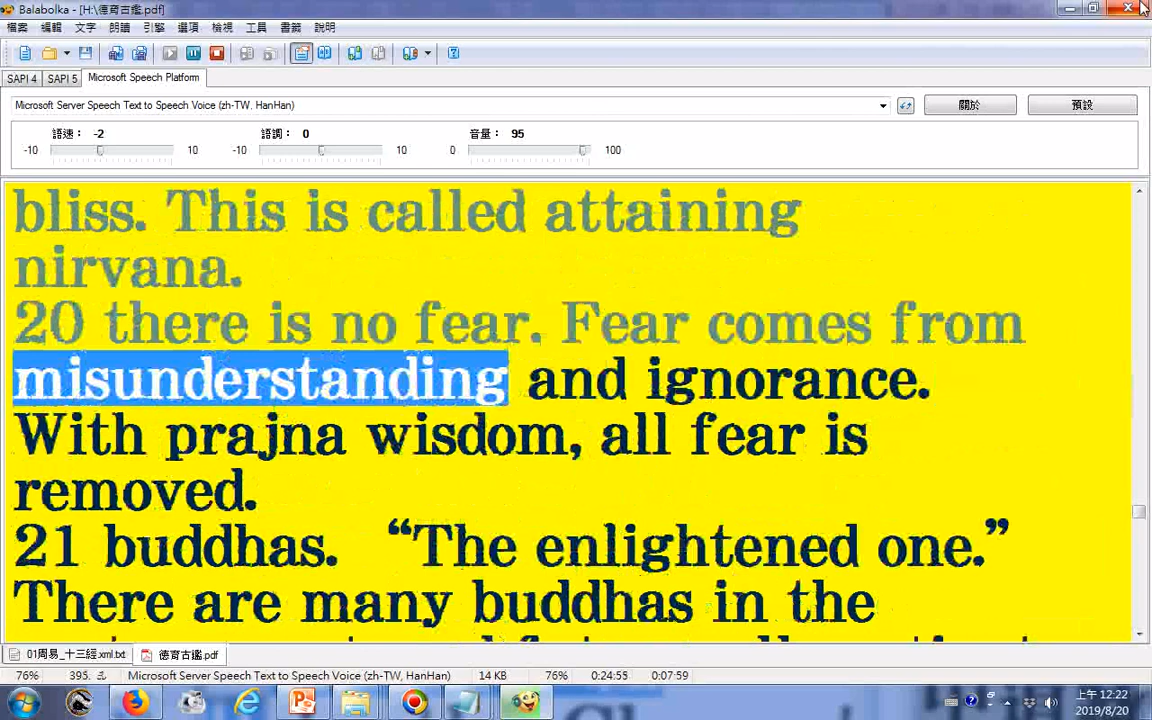 Balabolka - [H:\德育古鑑.pdf]
檔案 編輯 文字 朗讀 引擎 選項 檢視 工具 書籤 說明
SAPI 4 SAPI 5 Microsoft Speech Platform
Microsoft Server Speech Text to Speech Voice (zh-TW, HanHan) 關於 預設
語速： -2 語調： 0 音量： 95
-10 10 -10 10 0 100
bliss. This is called attaining
nirvana.
20 there is no fear. Fear comes from
misunderstanding and ignorance.
With prajna wisdom, all fear is
removed.
21 buddhas. “The enlightened one.”
There are many buddhas in the
01周易_十三經.xml.txt 德育古鑑.pdf
76% 395: 3 Microsoft Server Speech Text to Speech Voice (zh-TW, HanHan) 14 KB 76% 0:24:55 0:07:59
上午 12:22
2019/8/20